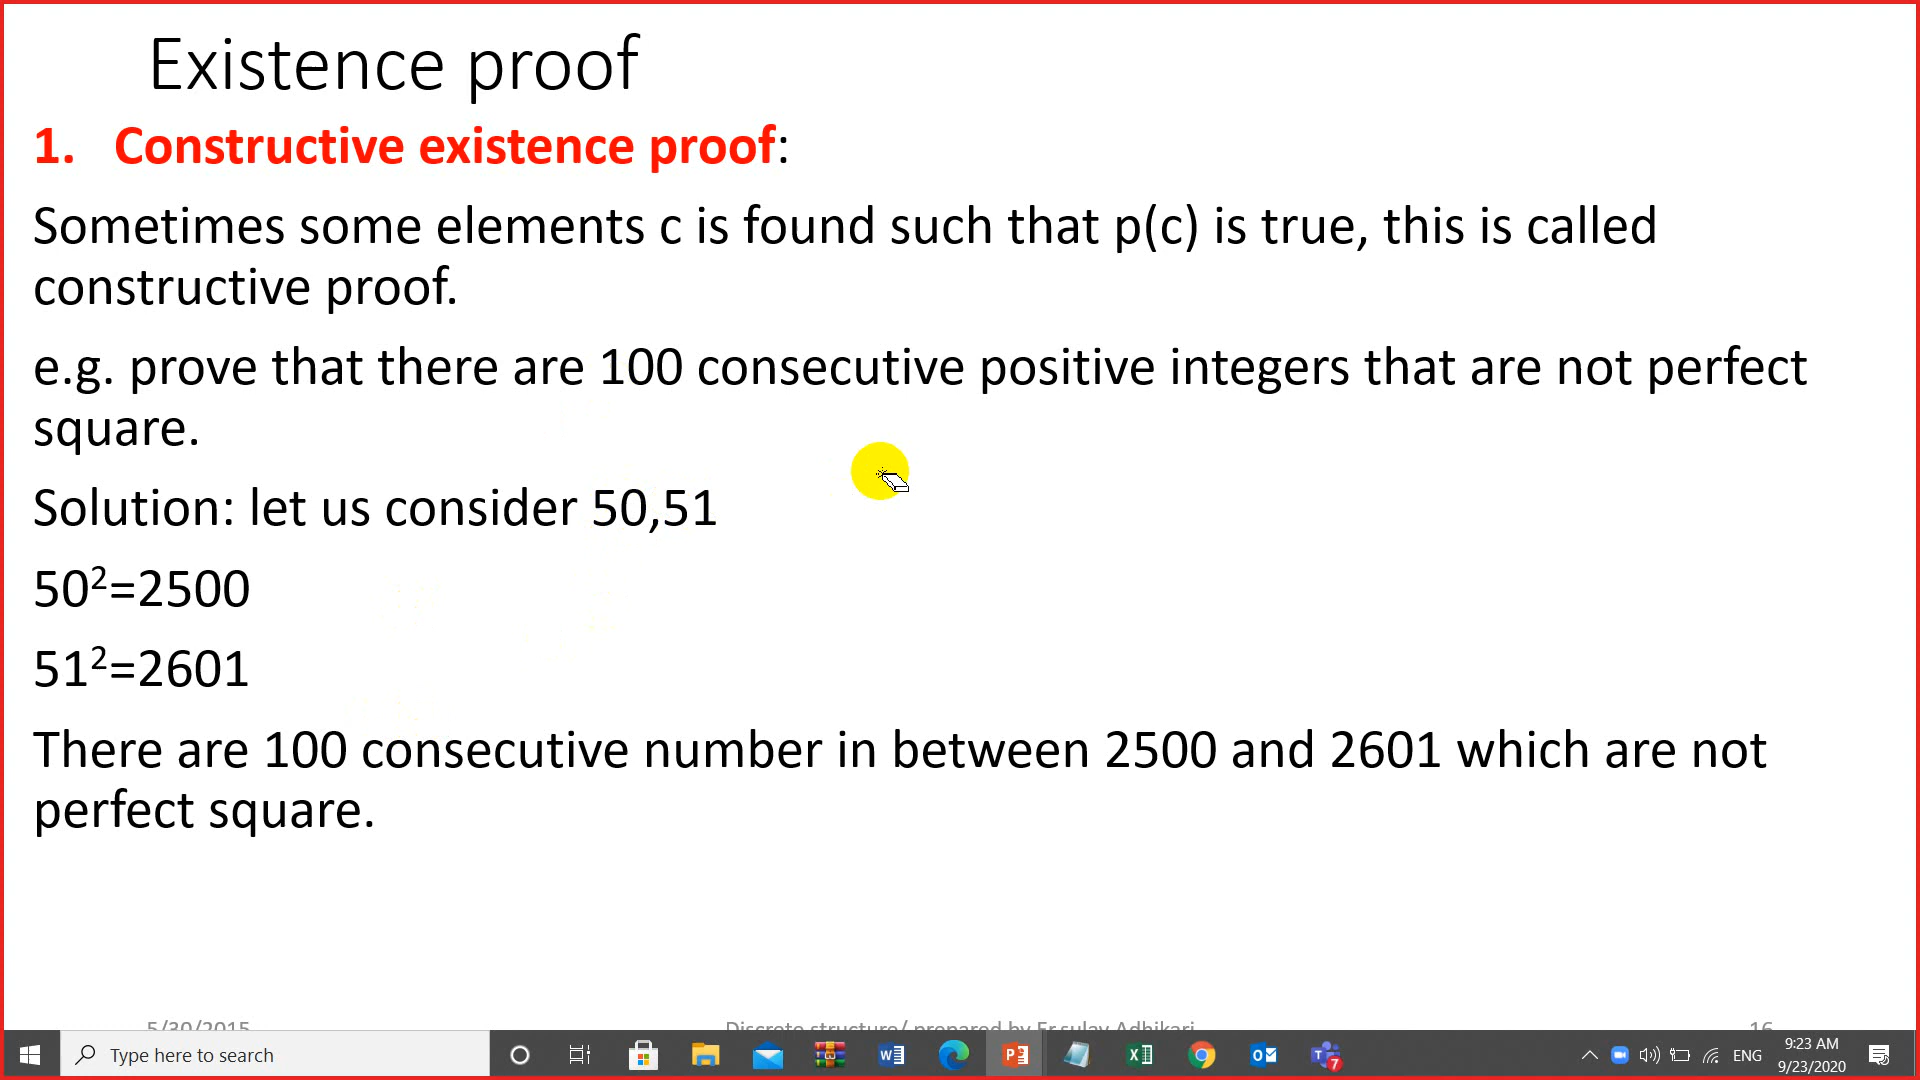 Existence proof
1. Constructive existence proof:
Sometimes some elements c is found such that p(c) is true, this is called
constructive proof.
e.g. prove that there are 100 consecutive positive integers that are not perfect
square.
Solution: let us consider 50,51
50²=2500
51²=2601
There are 100 consecutive number in between 2500 and 2601 which are not
perfect square.
5/30/2015 Discrete structure/ prepared by Er.sulav Adhikari 16
Type here to search
7
ENG
9:23 AM
9/23/2020